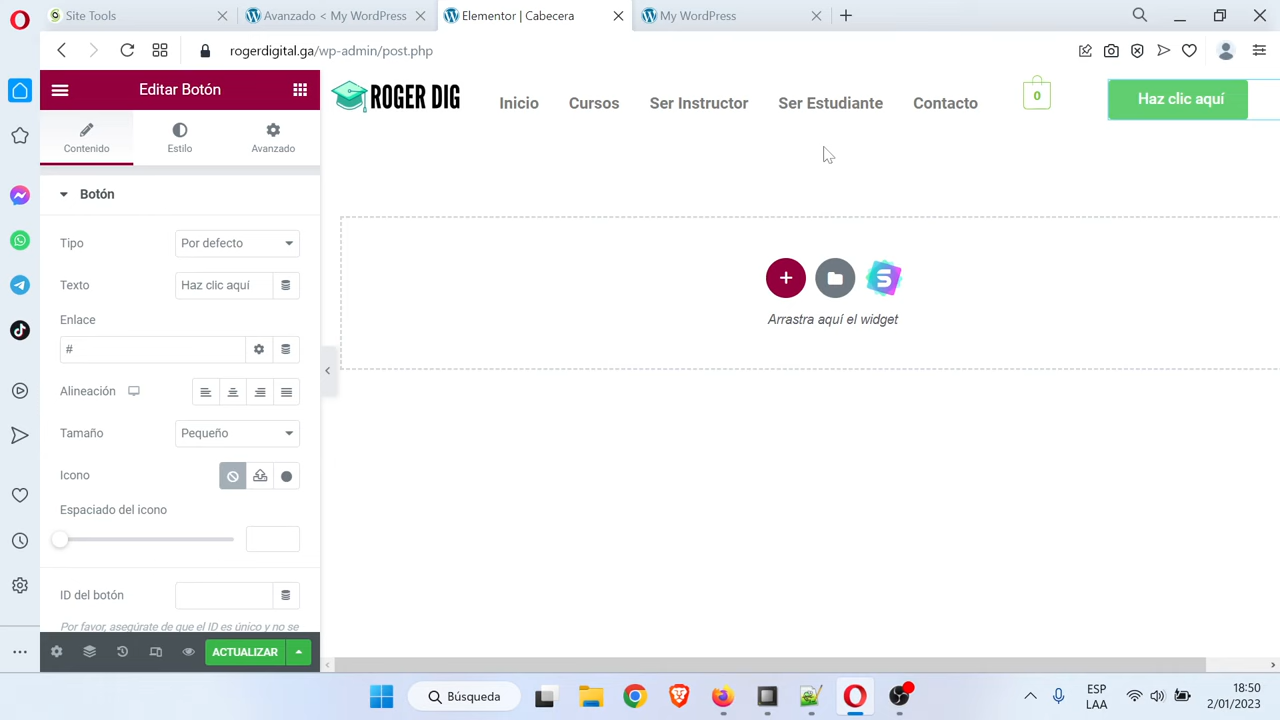 Site Tools
Avanzado < My WordPress
Elementor | Cabecera
My WordPress
rogerdigital.ga/wp-admin/post.php
Editar Botón
Contenido
Estilo
Avanzado
Botón
Tipo
Por defecto
Texto
Haz clic aquí
Enlace
#
Alineación
Tamaño
Pequeño
Icono
Espaciado del icono
ID del botón
Por favor, asegúrate de que el ID es único y no se
ACTUALIZAR
ROGER DIG
Inicio
Cursos
Ser Instructor
Ser Estudiante
Contacto
0
Haz clic aquí
Arrastra aquí el widget
Búsqueda
ESP
LAA
18:50
2/01/2023